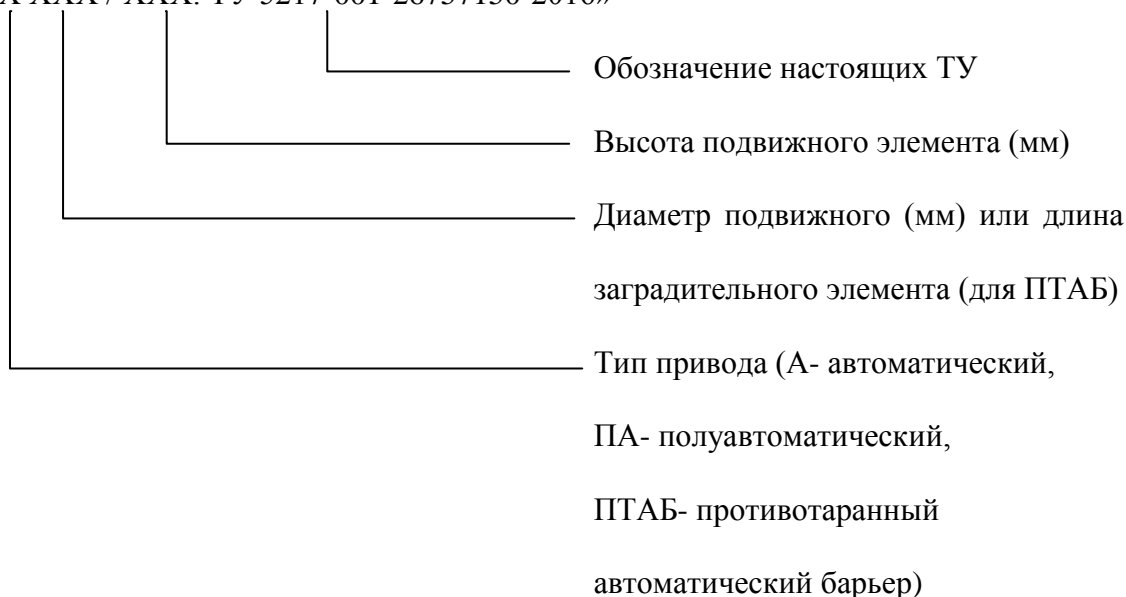 Обозначение настоящих ТУ
Высота подвижного элемента (мм)
Диаметр подвижного (мм) или длина
заградительного элемента (для ПТАБ)
Тип привода (А- автоматический,
ПА- полуавтоматический,
ПТАБ- противотаранный
автоматический барьер)